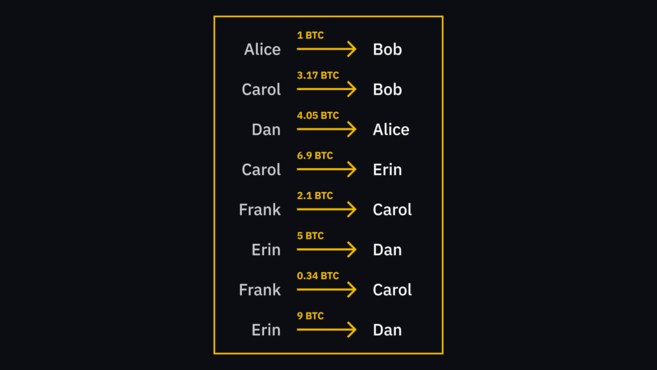 1 BTC
Alice Bob
3.17 BTC
Carol Bob
4.05 BTC
Dan Alice
6.9 BTC
Carol Erin
2.1 BTC
Frank Carol
5 BTC
Erin Dan
0.34 BTC
Frank Carol
9 BTC
Erin Dan